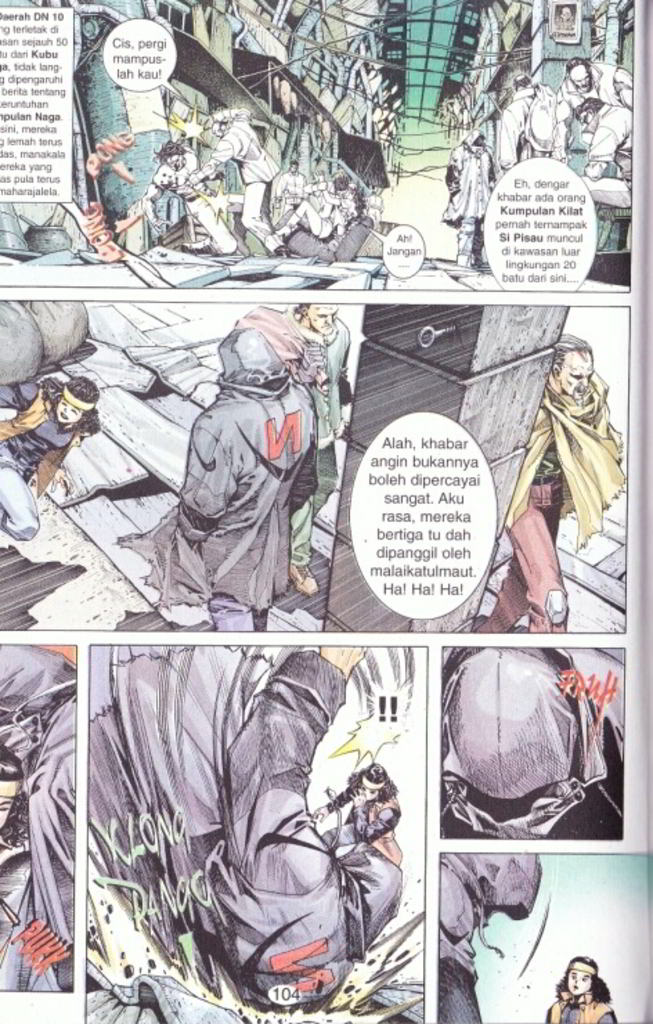 Daerah DN 10
ng terletak di
asan sejauh 50
tu dari Kubu
ga, tidak lang-
g dipengaruhi
berita tentang
keruntuhan
mpulan Naga.
sini, mereka
g lemah terus
das, manakala
ereka yang
as pula terus
maharajalela.
Cis, pergi
mampus-
lah kau!
Ah!
Jangan
....
Eh, dengar
khabar ada orang
Kumpulan Kilat
pernah ternampak
Si Pisau muncul
di kawasan luar
lingkungan 20
batu dari sini....
Alah, khabar
angin bukannya
boleh dipercayai
sangat. Aku
rasa, mereka
bertiga tu dah
dipanggil oleh
malaikatulmaut.
Ha! Ha! Ha!
!!
104